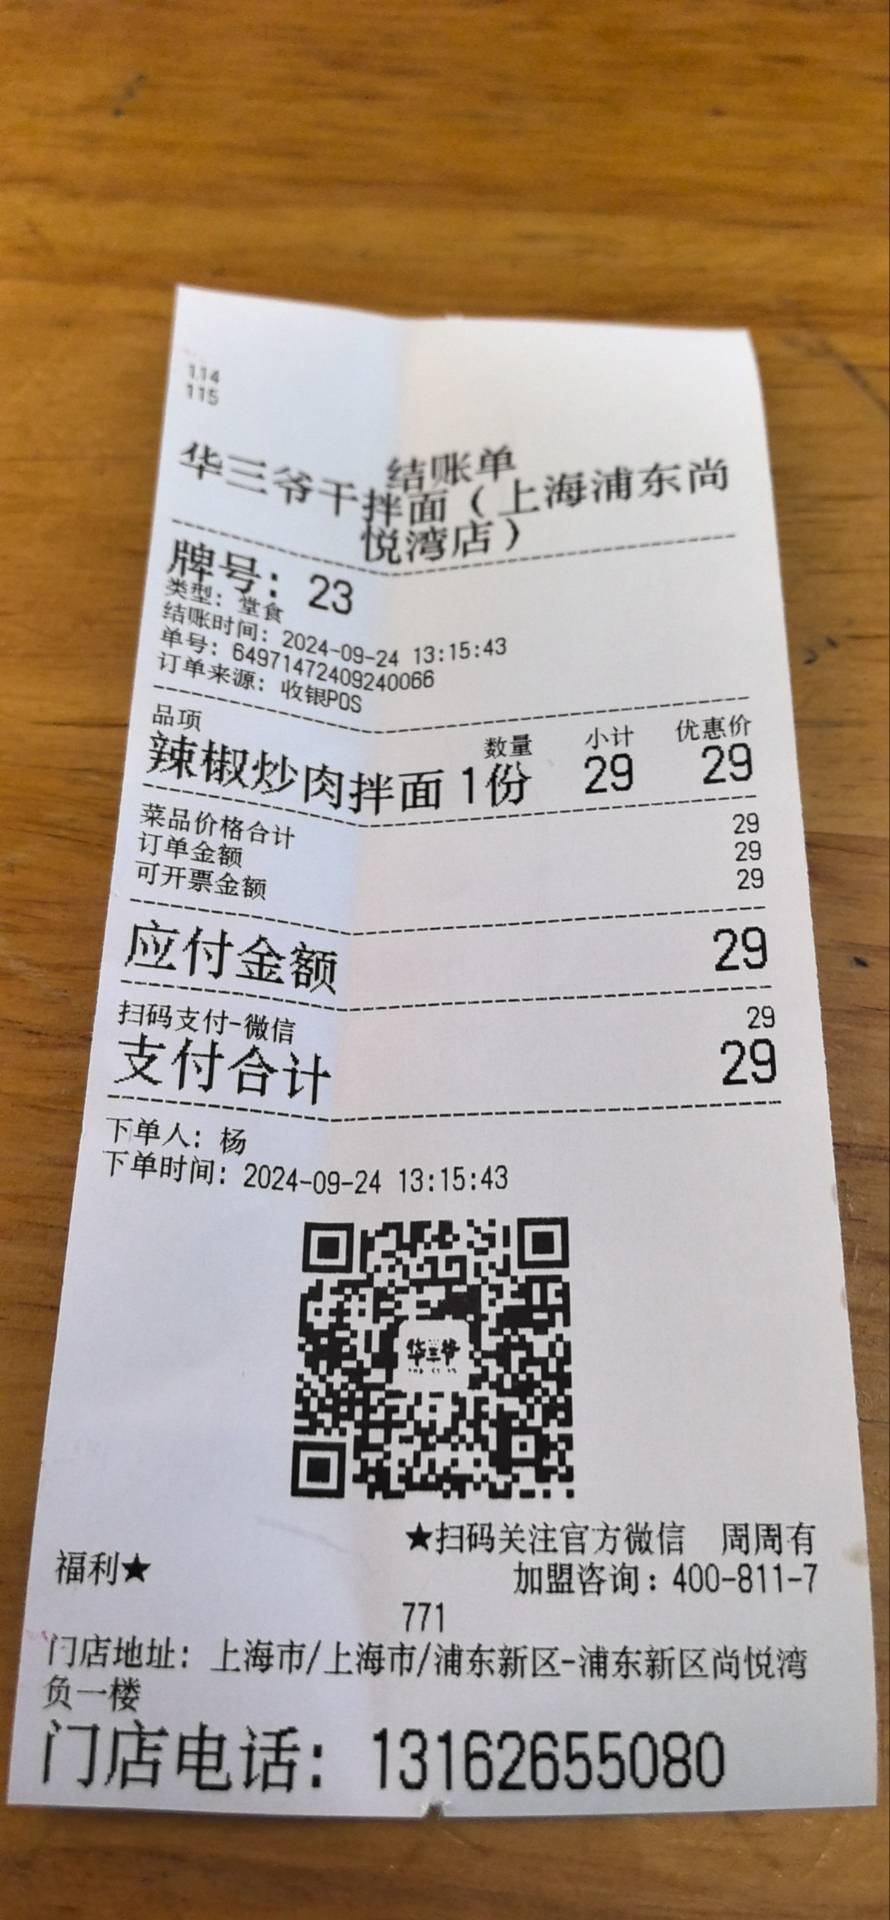 114
115
结账单
华三爷干拌面（上海浦东尚
悦湾店）
牌号：23
类型：堂食
结账时间：2024-09-24 13:15:43
单号：64971472409240066
订单来源：收银POS
品项 数量 小计 优惠价
辣椒炒肉拌面 1份 29 29
菜品价格合计 29
订单金额 29
可开票金额 29
应付金额 29
扫码支付-微信 29
支付合计 29
下单人：杨
下单时间：2024-09-24 13:15:43
华三爷
★扫码关注官方微信 周周有
福利★
加盟咨询：400-811-7
771
门店地址：上海市/上海市/浦东新区-浦东新区尚悦湾
负一楼
门店电话：13162655080